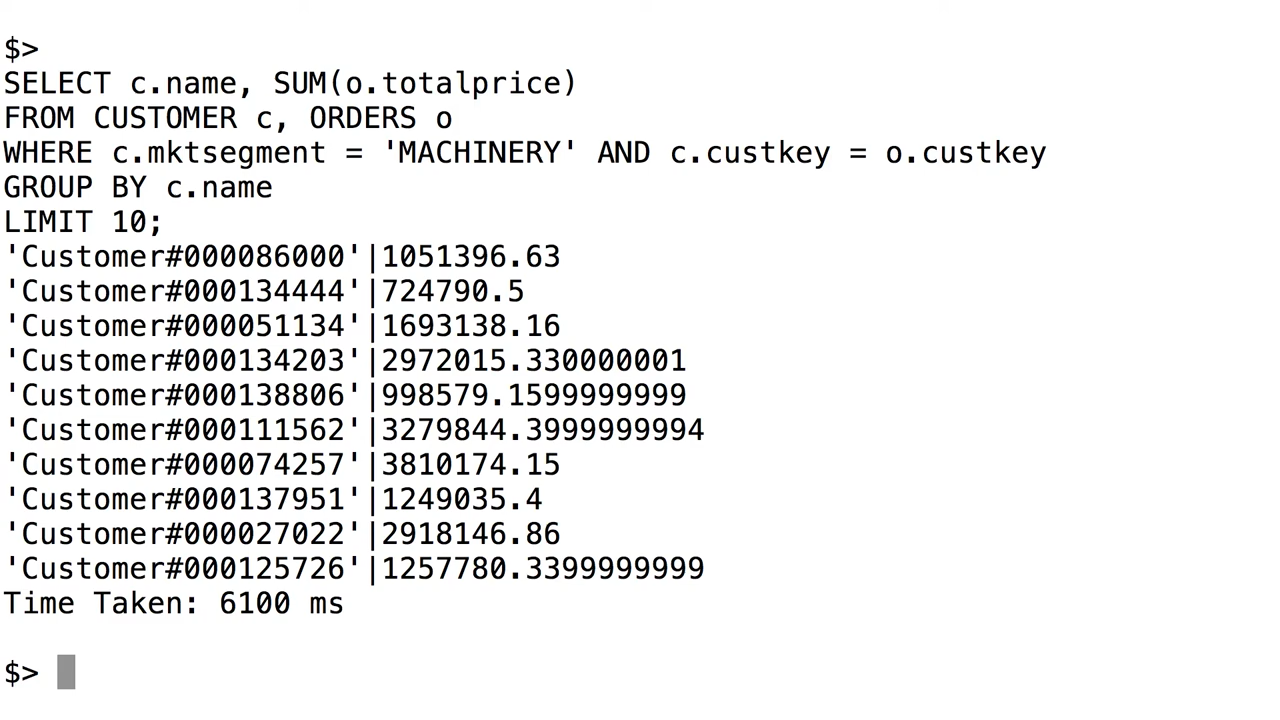 $>
SELECT c.name, SUM(o.totalprice)
FROM CUSTOMER c, ORDERS o
WHERE c.mktsegment = 'MACHINERY' AND c.custkey = o.custkey
GROUP BY c.name
LIMIT 10;
'Customer#000086000'|1051396.63
'Customer#000134444'|724790.5
'Customer#000051134'|1693138.16
'Customer#000134203'|2972015.330000001
'Customer#000138806'|998579.1599999999
'Customer#000111562'|3279844.3999999994
'Customer#000074257'|3810174.15
'Customer#000137951'|1249035.4
'Customer#000027022'|2918146.86
'Customer#000125726'|1257780.3399999999
Time Taken: 6100 ms
$>